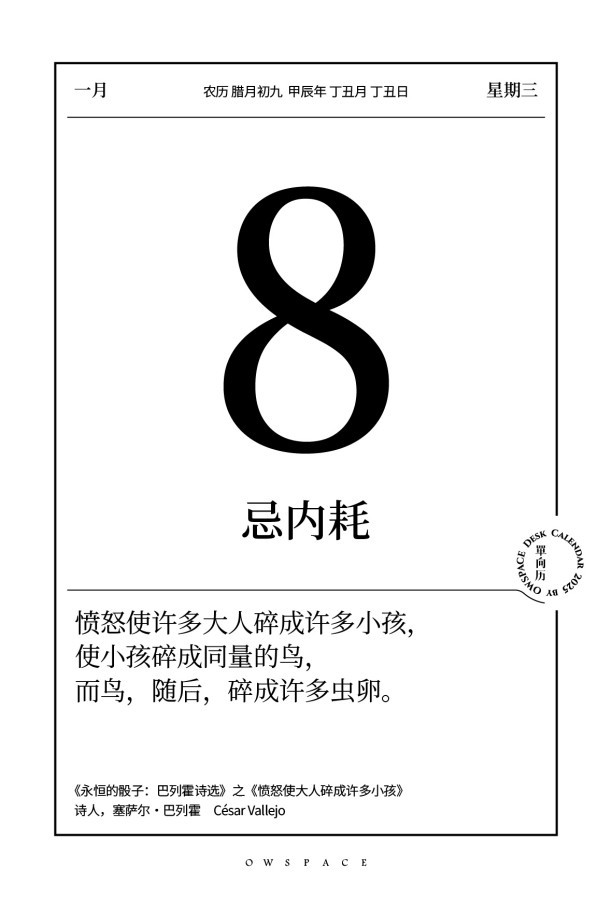 一月
农历 腊月初九 甲辰年 丁丑月 丁丑日
星期三
8
忌内耗
OWSPACE DESK CALENDAR 2025 BY
單向历
愤怒使许多大人碎成许多小孩，
使小孩碎成同量的鸟，
而鸟，随后，碎成许多虫卵。
《永恒的骰子：巴列霍诗选》之《愤怒使大人碎成许多小孩》
诗人，塞萨尔·巴列霍 César Vallejo
OWSPACE